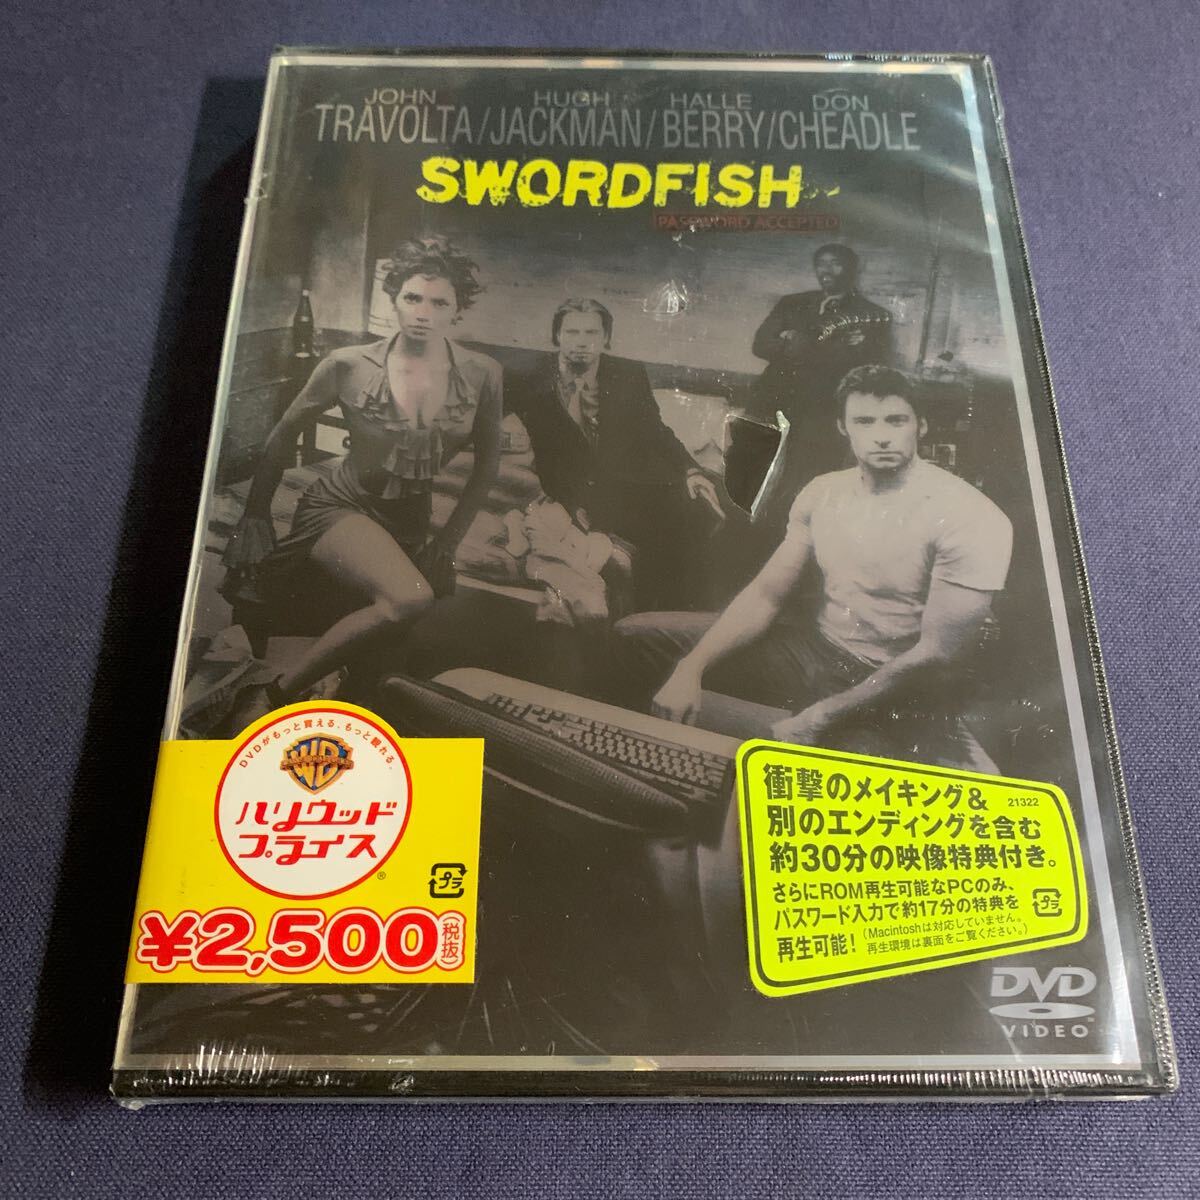 JOHN HUGH HALLE DON
TRAVOLTA/JACKMAN/BERRY/CHEADLE
SWORDFISH
PASSWORD ACCEPTED
DVDがもっと買える、もっと観れる。
WB
ハリウッド
プライス
®
プラ
¥2,500(税抜)
衝撃のメイキング&
21322
別のエンディングを含む
約30分の映像特典付き。
さらにROM再生可能なPCのみ、
パスワード入力で約17分の特典を
再生可能!
(Macintoshは対応していません。
再生環境は裏面をご覧ください。)
プラ
DVD
VIDEO